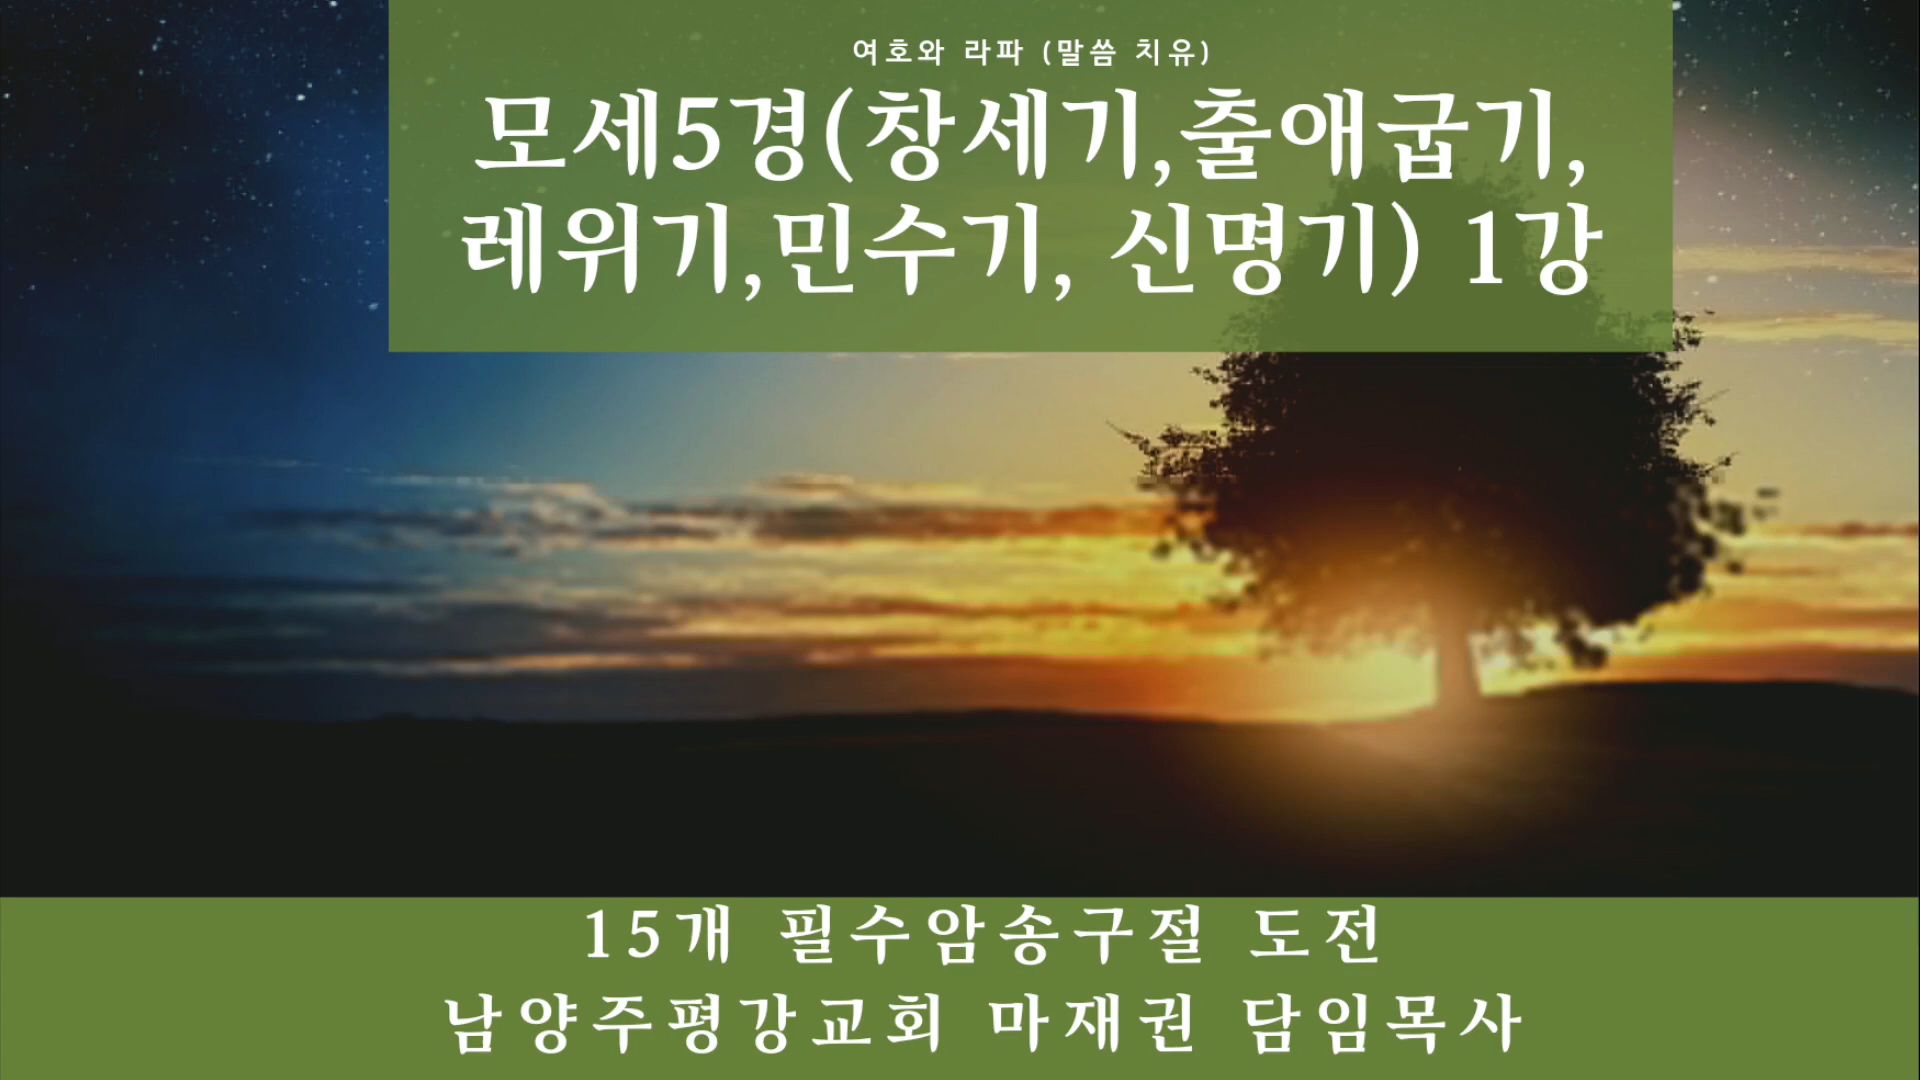 여호와 라파 (말씀 치유)
모세5경(창세기,출애굽기,
레위기,민수기, 신명기) 1강
15개 필수암송구절 도전
남양주평강교회 마재권 담임목사